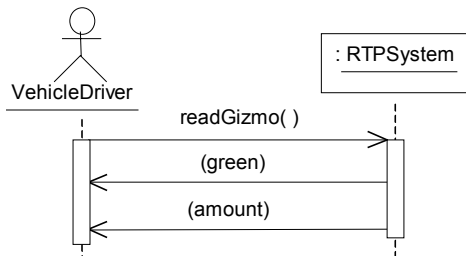 : RTPSystem
VehicleDriver
readGizmo( )
(green)
(amount)